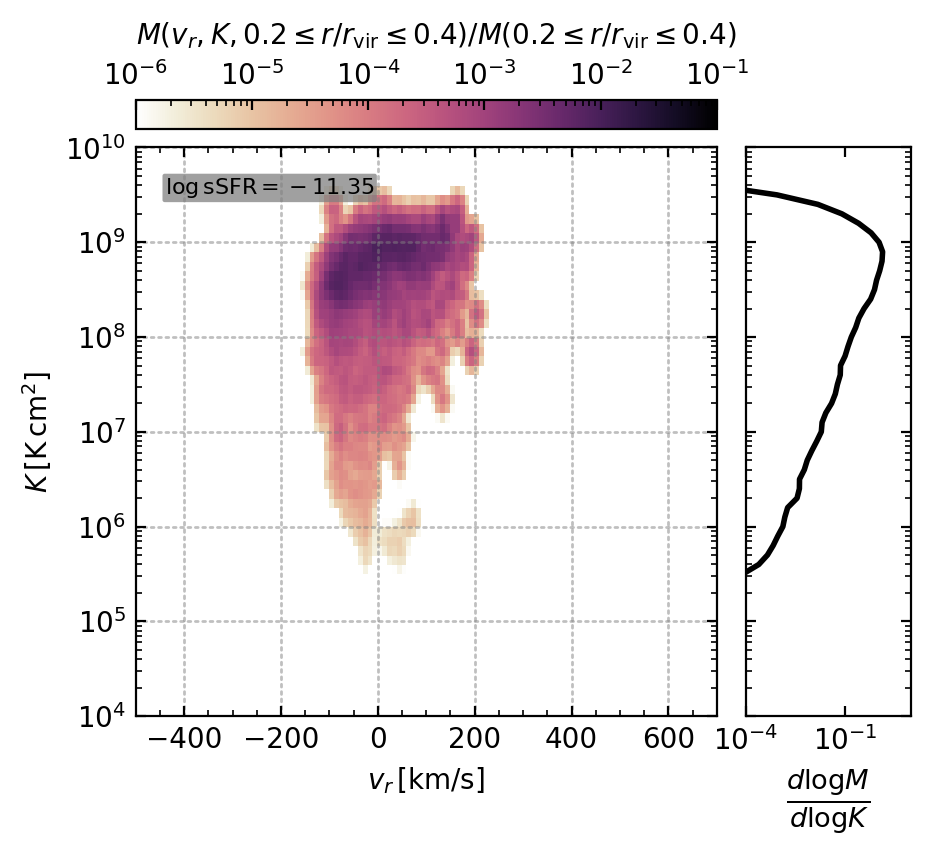 M(v_r, K, 0.2 ≤ r/r_vir ≤ 0.4)/M(0.2 ≤ r/r_vir ≤ 0.4)
10^−6 10^−5 10^−4 10^−3 10^−2 10^−1
log sSFR = −11.35
10^10
10^9
10^8
10^7
10^6
10^5
10^4
K [K cm^2]
−400 −200 0 200 400 600
v_r [km/s]
10^−4 10^−1
dlogM
dlogK